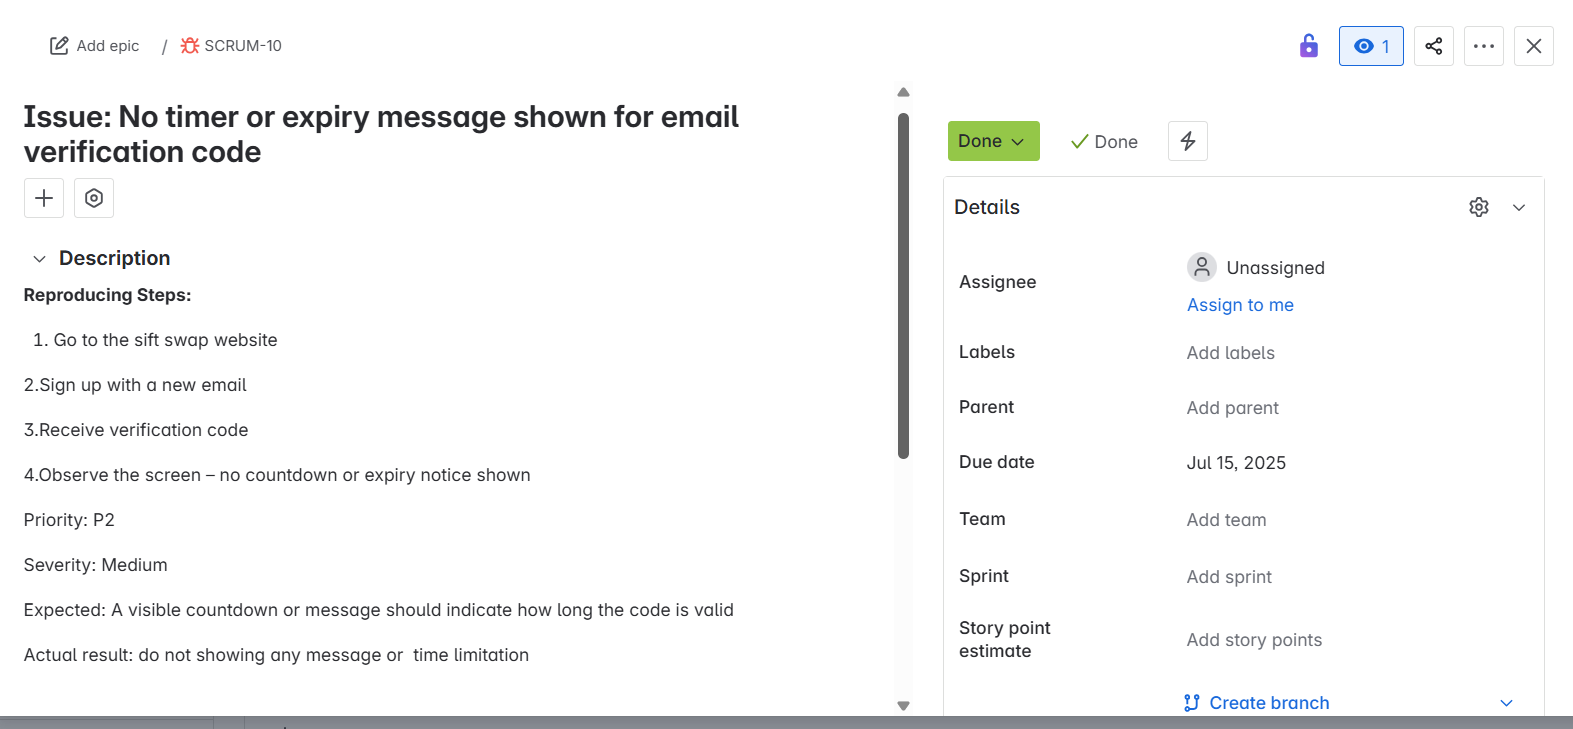 Add epic / SCRUM-10
1
Issue: No timer or expiry message shown for email
verification code
Description
Reproducing Steps:
1. Go to the sift swap website
2.Sign up with a new email
3.Receive verification code
4.Observe the screen – no countdown or expiry notice shown
Priority: P2
Severity: Medium
Expected: A visible countdown or message should indicate how long the code is valid
Actual result: do not showing any message or  time limitation
Done
Done
Details
Assignee
Unassigned
Assign to me
Labels
Add labels
Parent
Add parent
Due date
Jul 15, 2025
Team
Add team
Sprint
Add sprint
Story point
estimate
Add story points
Create branch